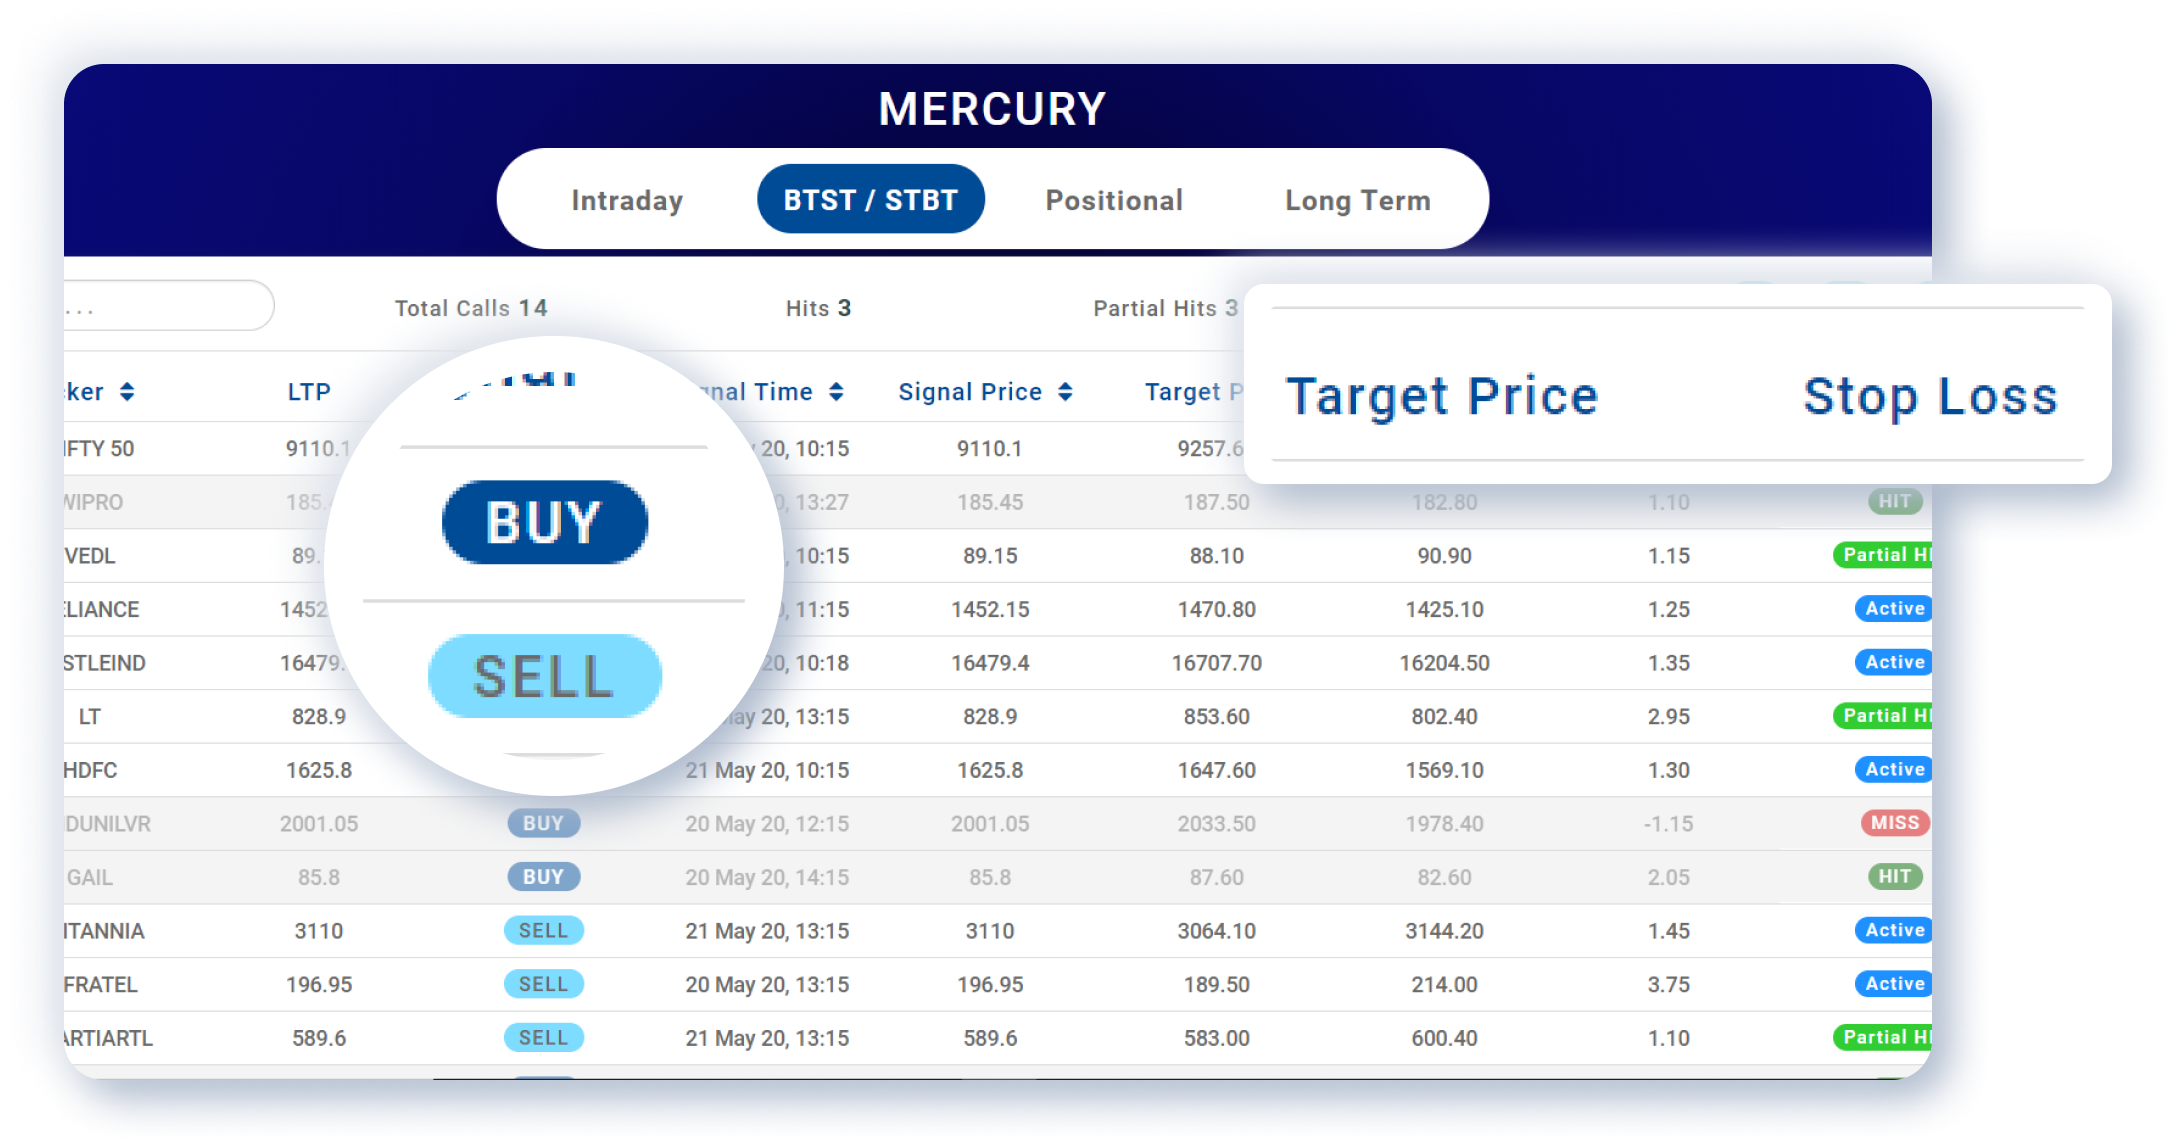 MERCURY
Intraday BTST / STBT Positional Long Term
... Total Calls 14 Hits 3 Partial Hits 3
Target Price Stop Loss
cker LTP nal Time Signal Price Target P
IFTY 50 9110.1 20, 10:15 9110.1 9257.6
WIPRO 185. 0, 13:27 185.45 187.50 182.80 1.10 HIT
BUY
VEDL 89. , 10:15 89.15 88.10 90.90 1.15 Partial HI
ELIANCE 1452 , 11:15 1452.15 1470.80 1425.10 1.25 Active
SELL
STLEIND 16479. 20, 10:18 16479.4 16707.70 16204.50 1.35 Active
LT 828.9 ay 20, 13:15 828.9 853.60 802.40 2.95 Partial HI
HDFC 1625.8 21 May 20, 10:15 1625.8 1647.60 1569.10 1.30 Active
DUNILVR 2001.05 BUY 20 May 20, 12:15 2001.05 2033.50 1978.40 -1.15 MISS
GAIL 85.8 BUY 20 May 20, 14:15 85.8 87.60 82.60 2.05 HIT
ITANNIA 3110 SELL 21 May 20, 13:15 3110 3064.10 3144.20 1.45 Active
FRATEL 196.95 SELL 20 May 20, 13:15 196.95 189.50 214.00 3.75 Active
ARTIARTL 589.6 SELL 21 May 20, 13:15 589.6 583.00 600.40 1.10 Partial HI